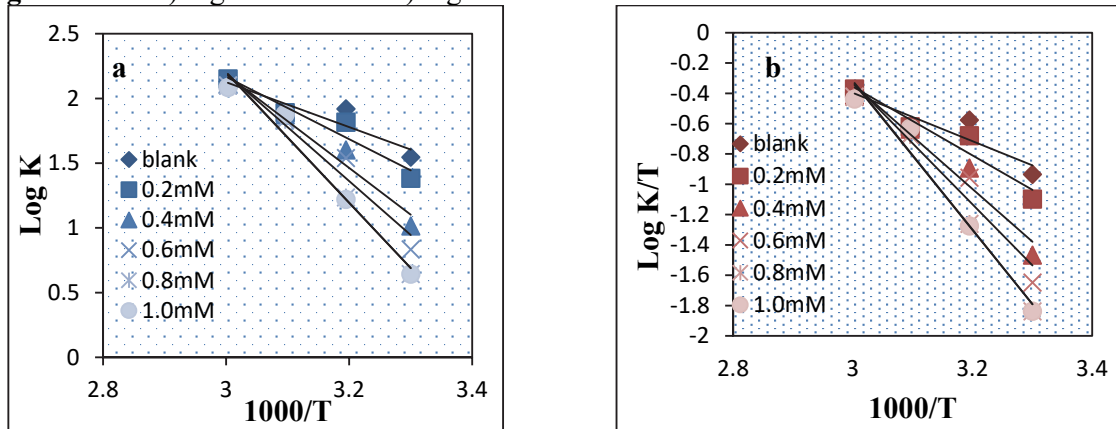 a
2.5
2
1.5
1
0.5
0
Log K
blank
0.2mM
0.4mM
0.6mM
0.8mM
1.0mM
2.8 3 3.2 3.4
1000/T
b
0
-0.2
-0.4
-0.6
-0.8
-1
-1.2
-1.4
-1.6
-1.8
-2
Log K/T
blank
0.2mM
0.4mM
0.6mM
0.8mM
1.0mM
2.8 3 3.2 3.4
1000/T